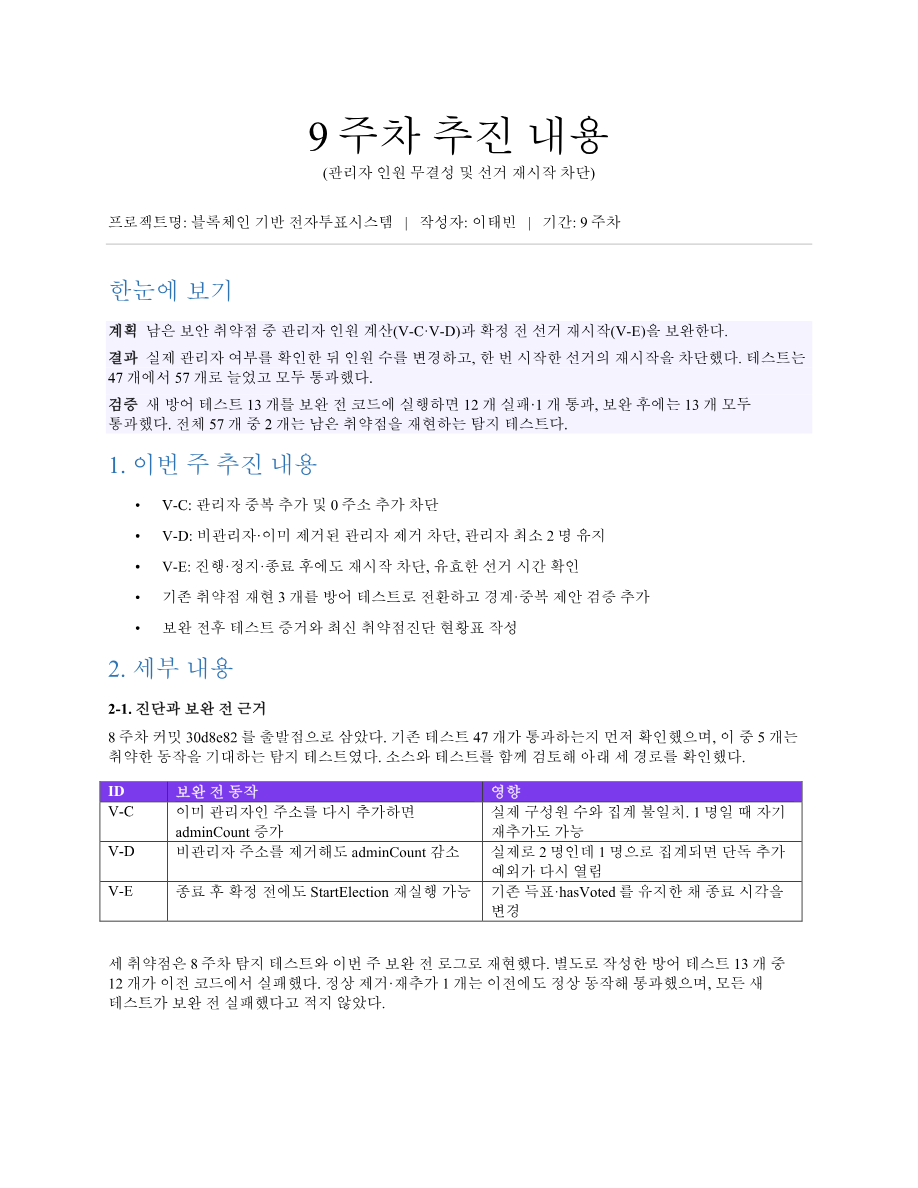 9 주차 추진 내용
(관리자 인원 무결성 및 선거 재시작 차단)
프로젝트명: 블록체인 기반 전자투표시스템 | 작성자: 이태빈 | 기간: 9 주차
한눈에 보기
계획 남은 보안 취약점 중 관리자 인원 계산(V-C·V-D)과 확정 전 선거 재시작(V-E)을 보완한다.
결과 실제 관리자 여부를 확인한 뒤 인원 수를 변경하고, 한 번 시작한 선거의 재시작을 차단했다. 테스트는
47 개에서 57 개로 늘었고 모두 통과했다.
검증 새 방어 테스트 13 개를 보완 전 코드에 실행하면 12 개 실패·1 개 통과, 보완 후에는 13 개 모두
통과했다. 전체 57 개 중 2 개는 남은 취약점을 재현하는 탐지 테스트다.
1. 이번 주 추진 내용
• V-C: 관리자 중복 추가 및 0 주소 추가 차단
• V-D: 비관리자·이미 제거된 관리자 제거 차단, 관리자 최소 2 명 유지
• V-E: 진행·정지·종료 후에도 재시작 차단, 유효한 선거 시간 확인
• 기존 취약점 재현 3 개를 방어 테스트로 전환하고 경계·중복 제안 검증 추가
• 보완 전후 테스트 증거와 최신 취약점진단 현황표 작성
2. 세부 내용
2-1. 진단과 보완 전 근거
8 주차 커밋 30d8e82 를 출발점으로 삼았다. 기존 테스트 47 개가 통과하는지 먼저 확인했으며, 이 중 5 개는
취약한 동작을 기대하는 탐지 테스트였다. 소스와 테스트를 함께 검토해 아래 세 경로를 확인했다.
ID 보완 전 동작 영향
V-C 이미 관리자인 주소를 다시 추가하면 실제 구성원 수와 집계 불일치. 1 명일 때 자기
adminCount 증가 재추가도 가능
V-D 비관리자 주소를 제거해도 adminCount 감소 실제로 2 명인데 1 명으로 집계되면 단독 추가
예외가 다시 열림
V-E 종료 후 확정 전에도 StartElection 재실행 가능 기존 득표·hasVoted 를 유지한 채 종료 시각을
변경
세 취약점은 8 주차 탐지 테스트와 이번 주 보완 전 로그로 재현했다. 별도로 작성한 방어 테스트 13 개 중
12 개가 이전 코드에서 실패했다. 정상 제거·재추가 1 개는 이전에도 정상 동작해 통과했으며, 모든 새
테스트가 보완 전 실패했다고 적지 않았다.